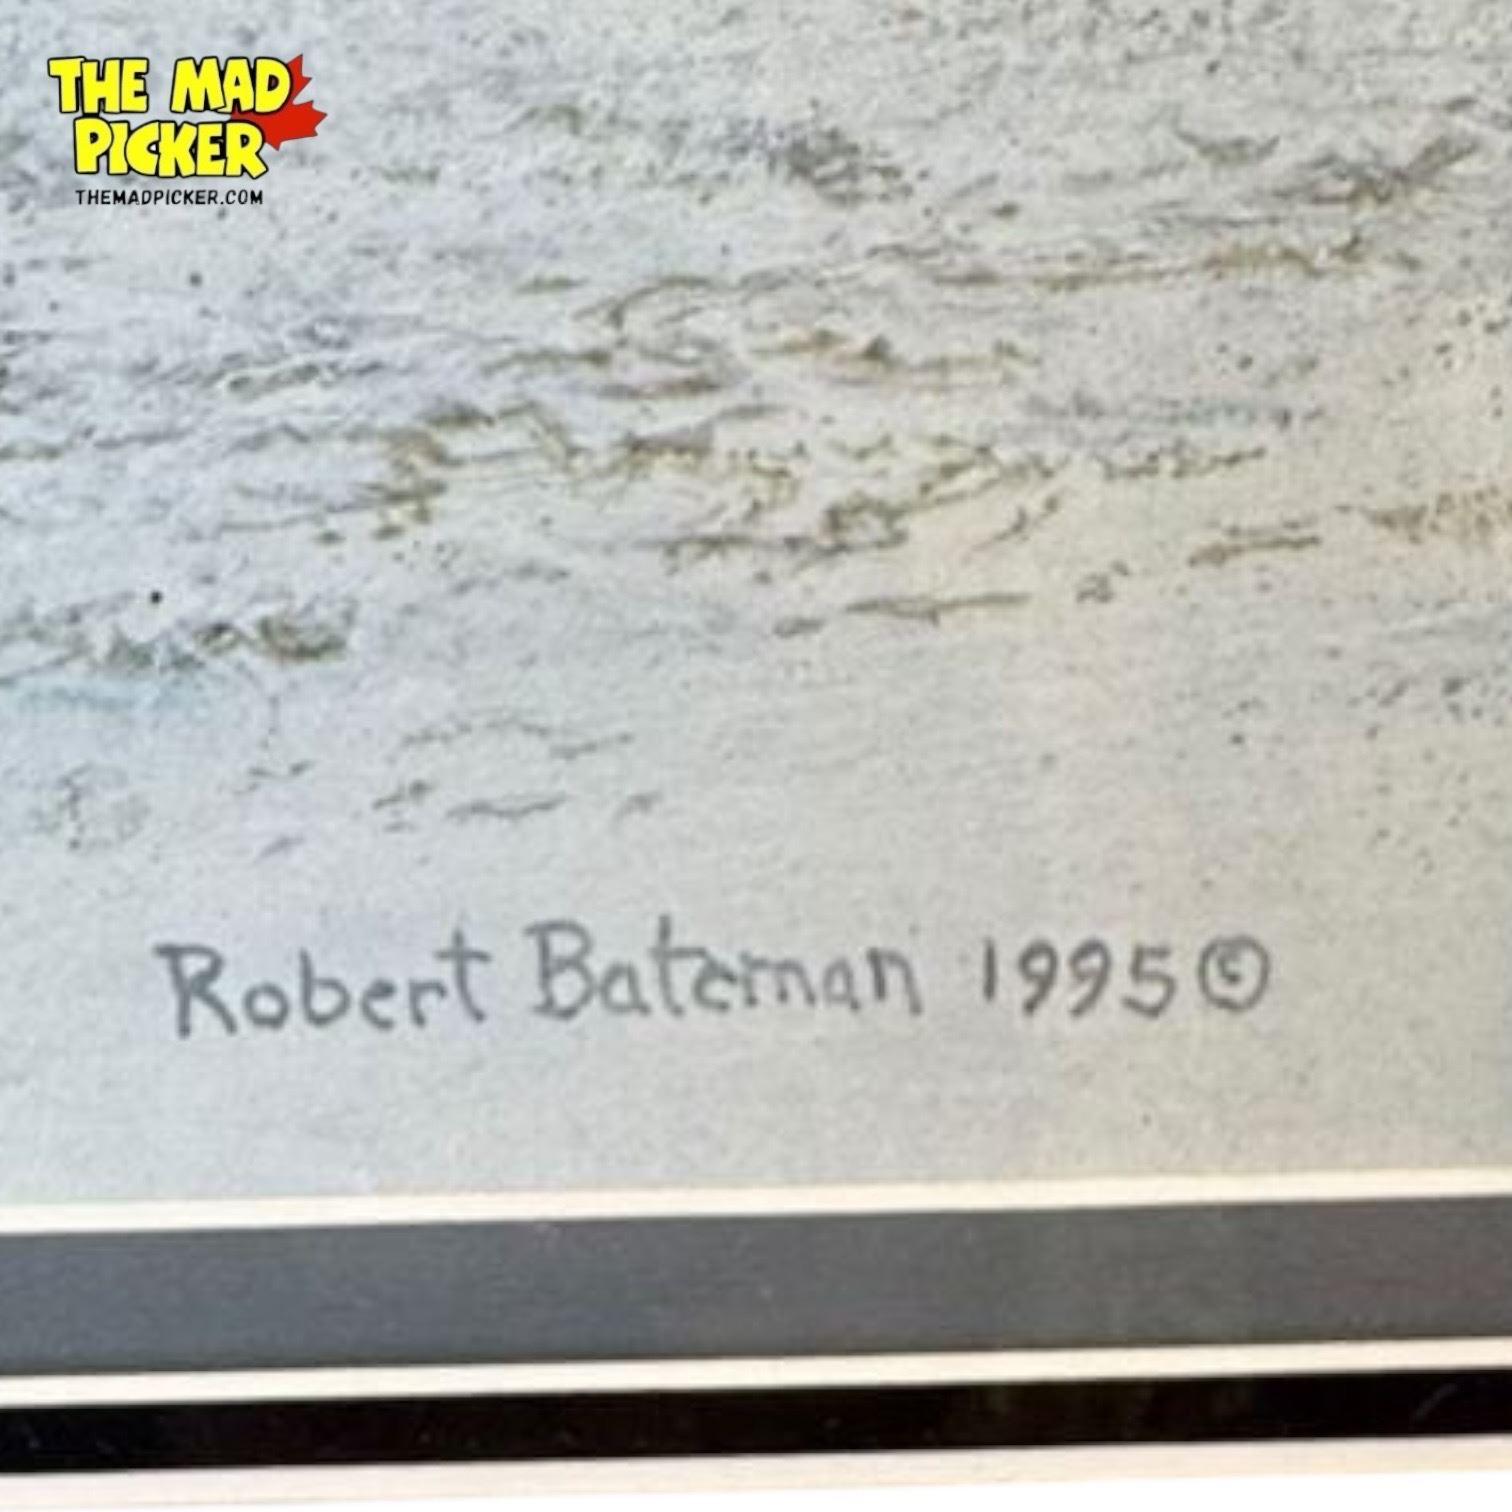 THE MAD
PICKER
THEMADPICKER.COM
Robert Bateman 1995©